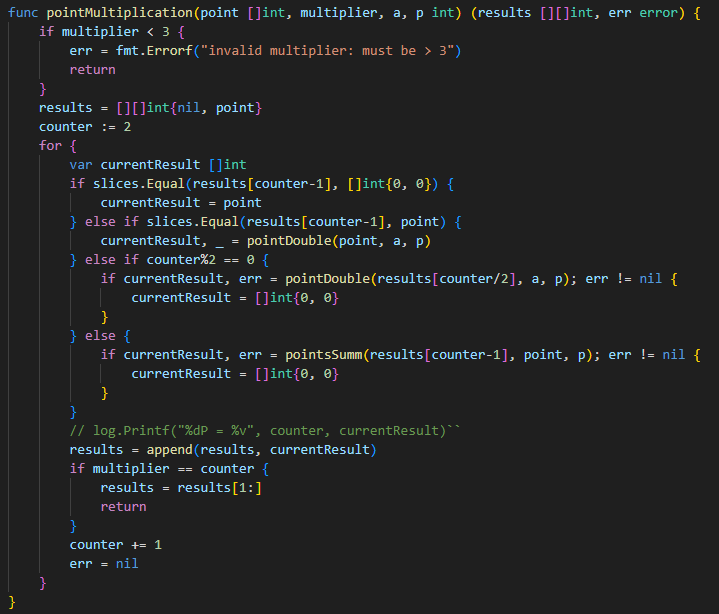 func pointMultiplication(point []int, multiplier, a, p int) (results [][]int, err error) {
    if multiplier < 3 {
        err = fmt.Errorf("invalid multiplier: must be > 3")
        return
    }
    results = [][]int{nil, point}
    counter := 2
    for {
        var currentResult []int
        if slices.Equal(results[counter-1], []int{0, 0}) {
            currentResult = point
        } else if slices.Equal(results[counter-1], point) {
            currentResult, _ = pointDouble(point, a, p)
        } else if counter%2 == 0 {
            if currentResult, err = pointDouble(results[counter/2], a, p); err != nil {
                currentResult = []int{0, 0}
            }
        } else {
            if currentResult, err = pointsSumm(results[counter-1], point, p); err != nil {
                currentResult = []int{0, 0}
            }
        }
        // log.Printf("%dP = %v", counter, currentResult)``
        results = append(results, currentResult)
        if multiplier == counter {
            results = results[1:]
            return
        }
        counter += 1
        err = nil
    }
}